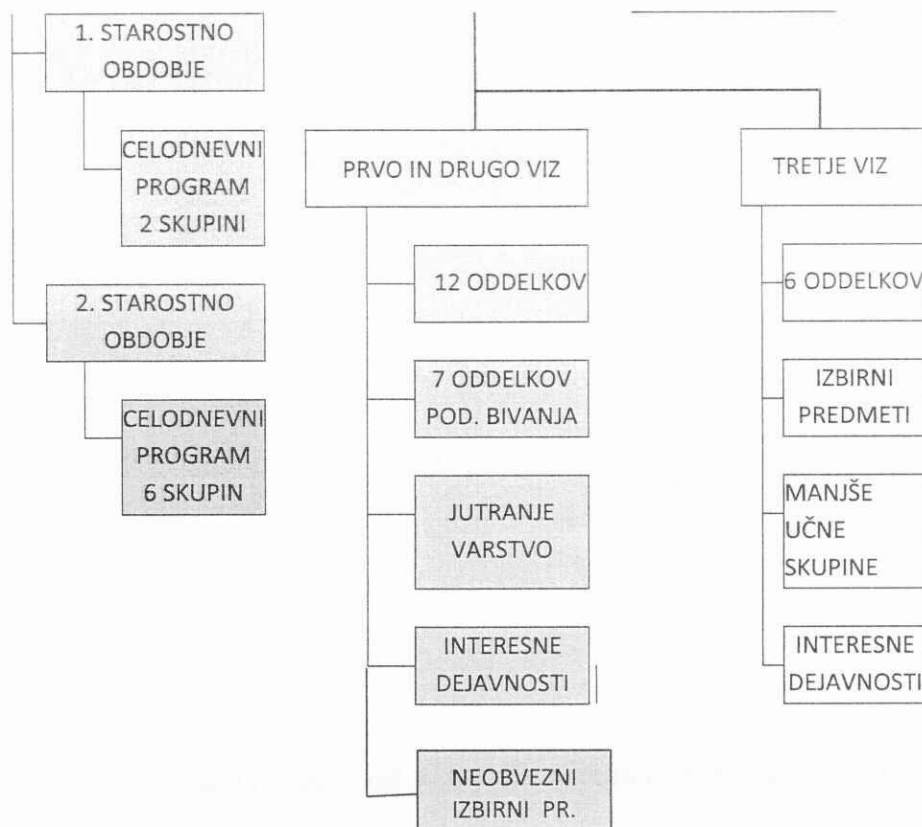 1. STAROSTNO
OBDOBJE
CELODNEVNI
PROGRAM
2 SKUPINI
2. STAROSTNO
OBDOBJE
CELODNEVNI
PROGRAM
6 SKUPIN
PRVO IN DRUGO VIZ
12 ODDELKOV
7 ODDELKOV
POD. BIVANJA
JUTRANJE
VARSTVO
INTERESNE
DEJAVNOSTI
NEOBVEZNI
IZBIRNI PR.
TRETJE VIZ
6 ODDELKOV
IZBIRNI
PREDMETI
MANJŠE
UČNE
SKUPINE
INTERESNE
DEJAVNOSTI